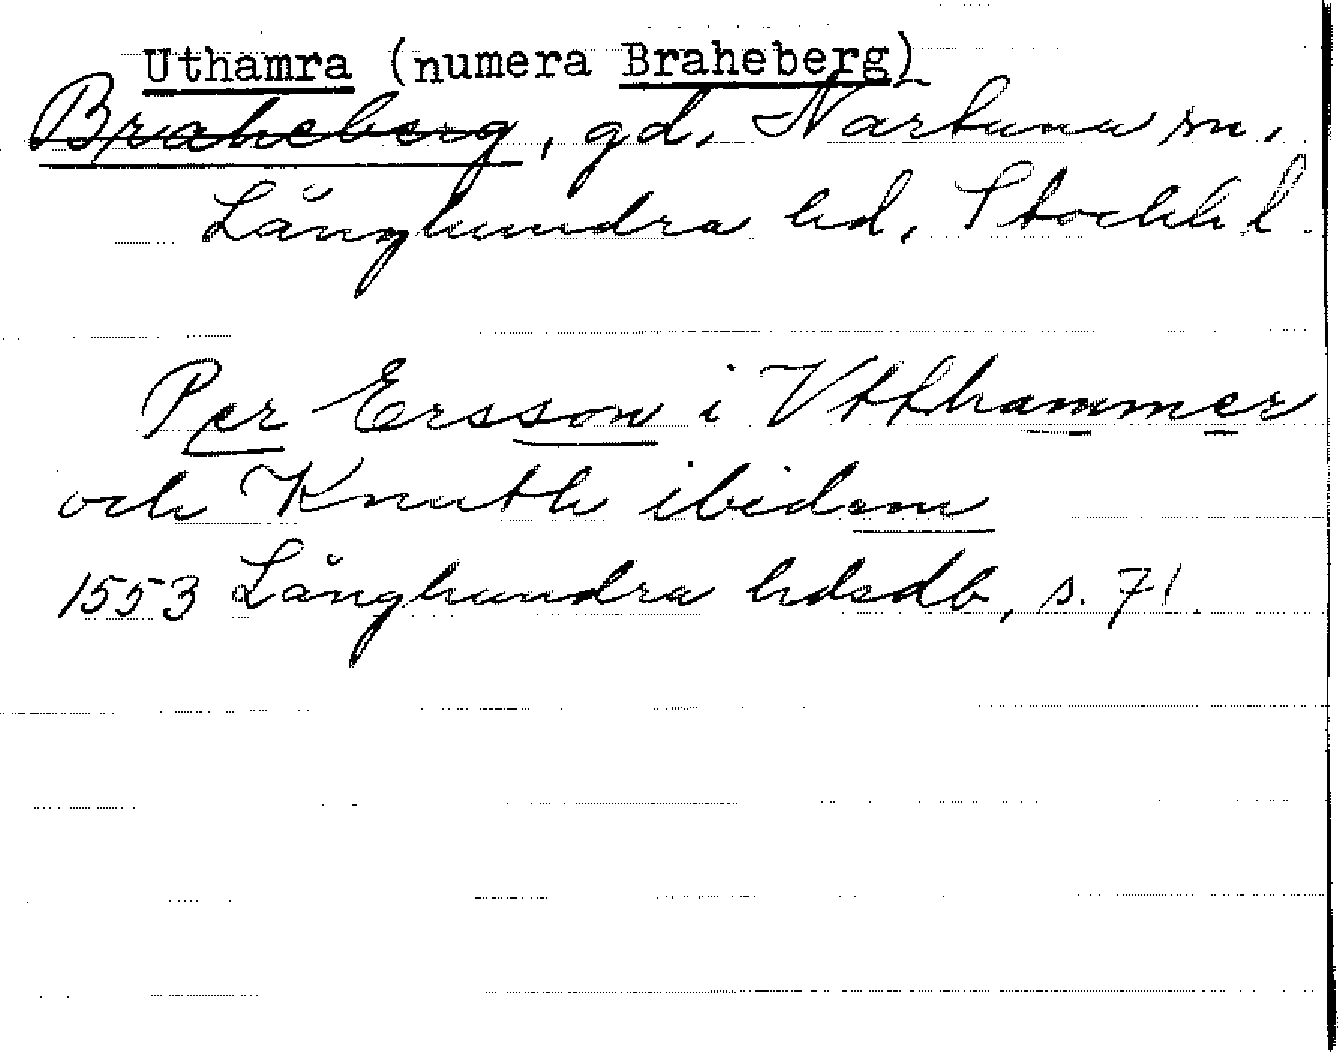 Uthamra (numera Braheberg)
Braheberg, gd, Nartuna sn,
Långhundra hd, Stockh l.
Per Ersson i Vtthammer
och Knuth ibidem
1553 Långhundra hdsdb, s. 71.